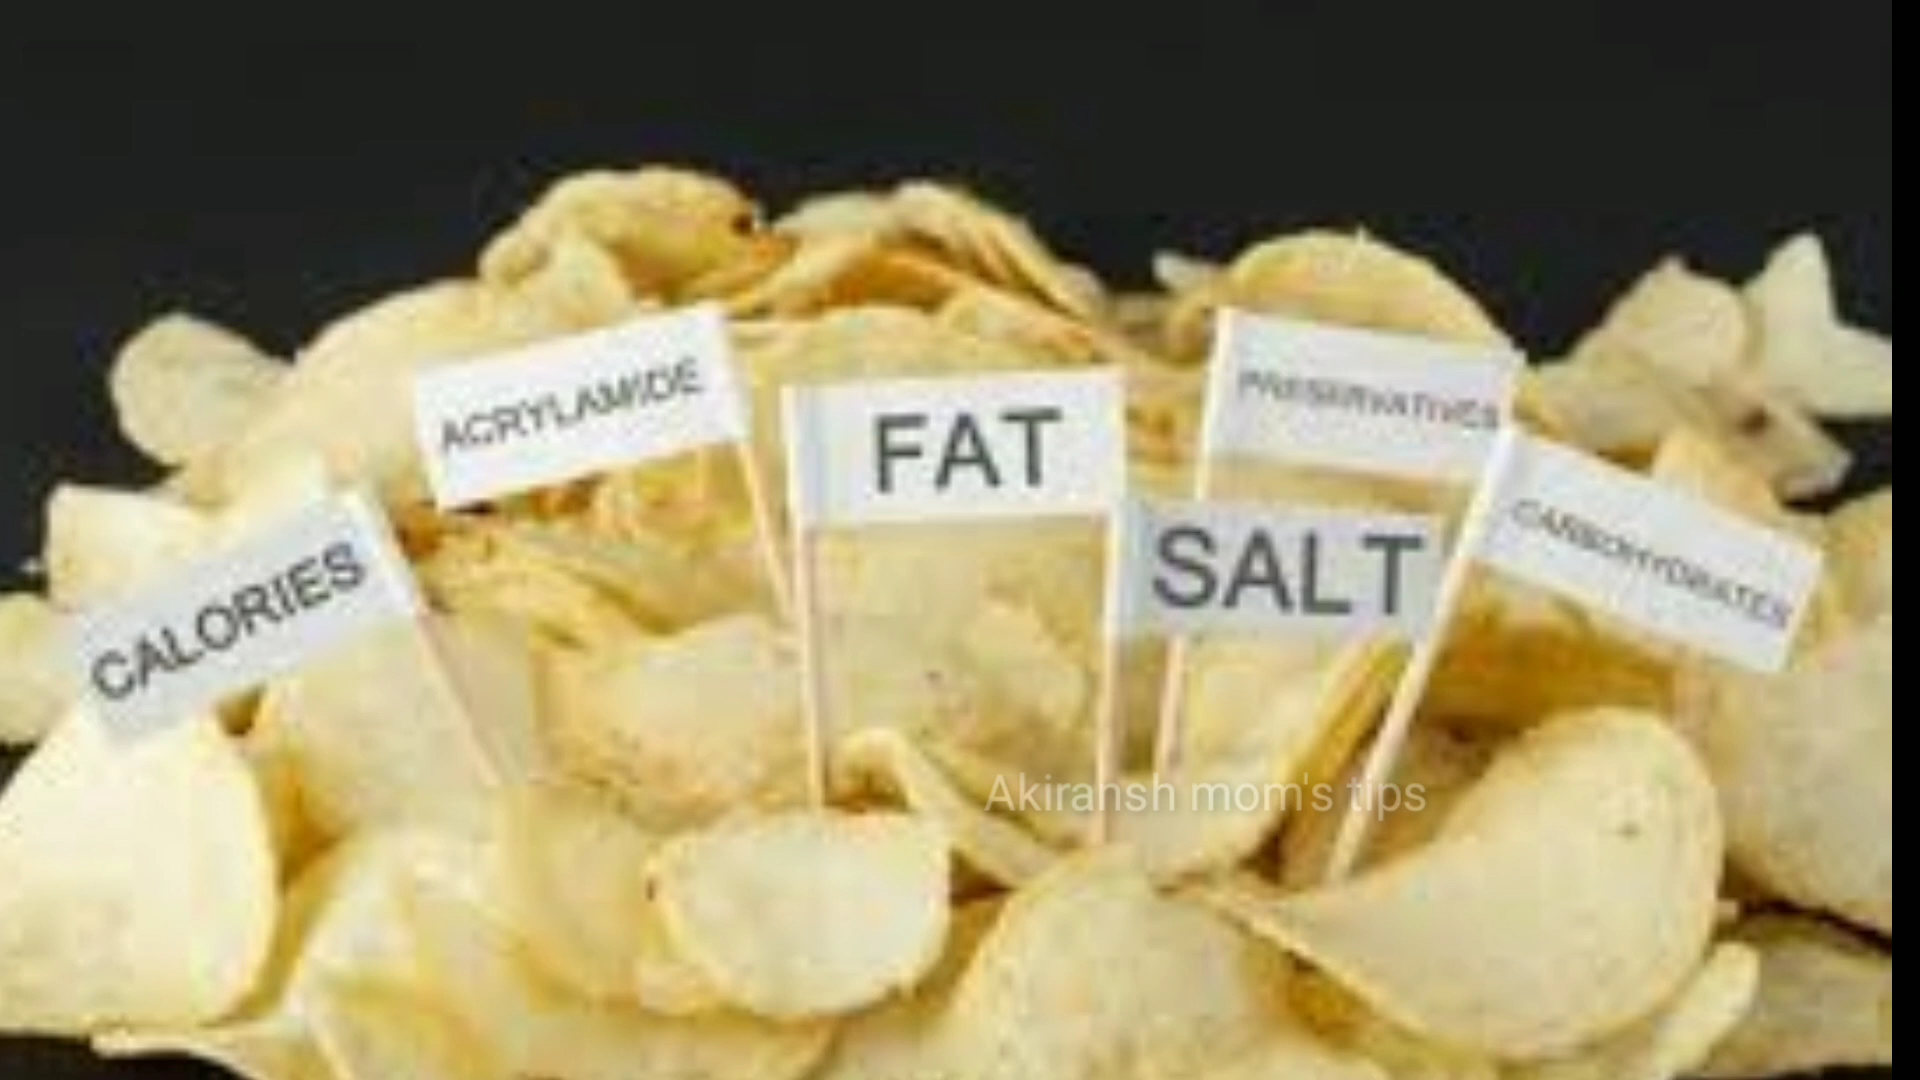 ACRYLAMIDE
FAT
PRESERVATIVES
CALORIES
SALT
CARBOHYDRATES
Akiransh mom's tips